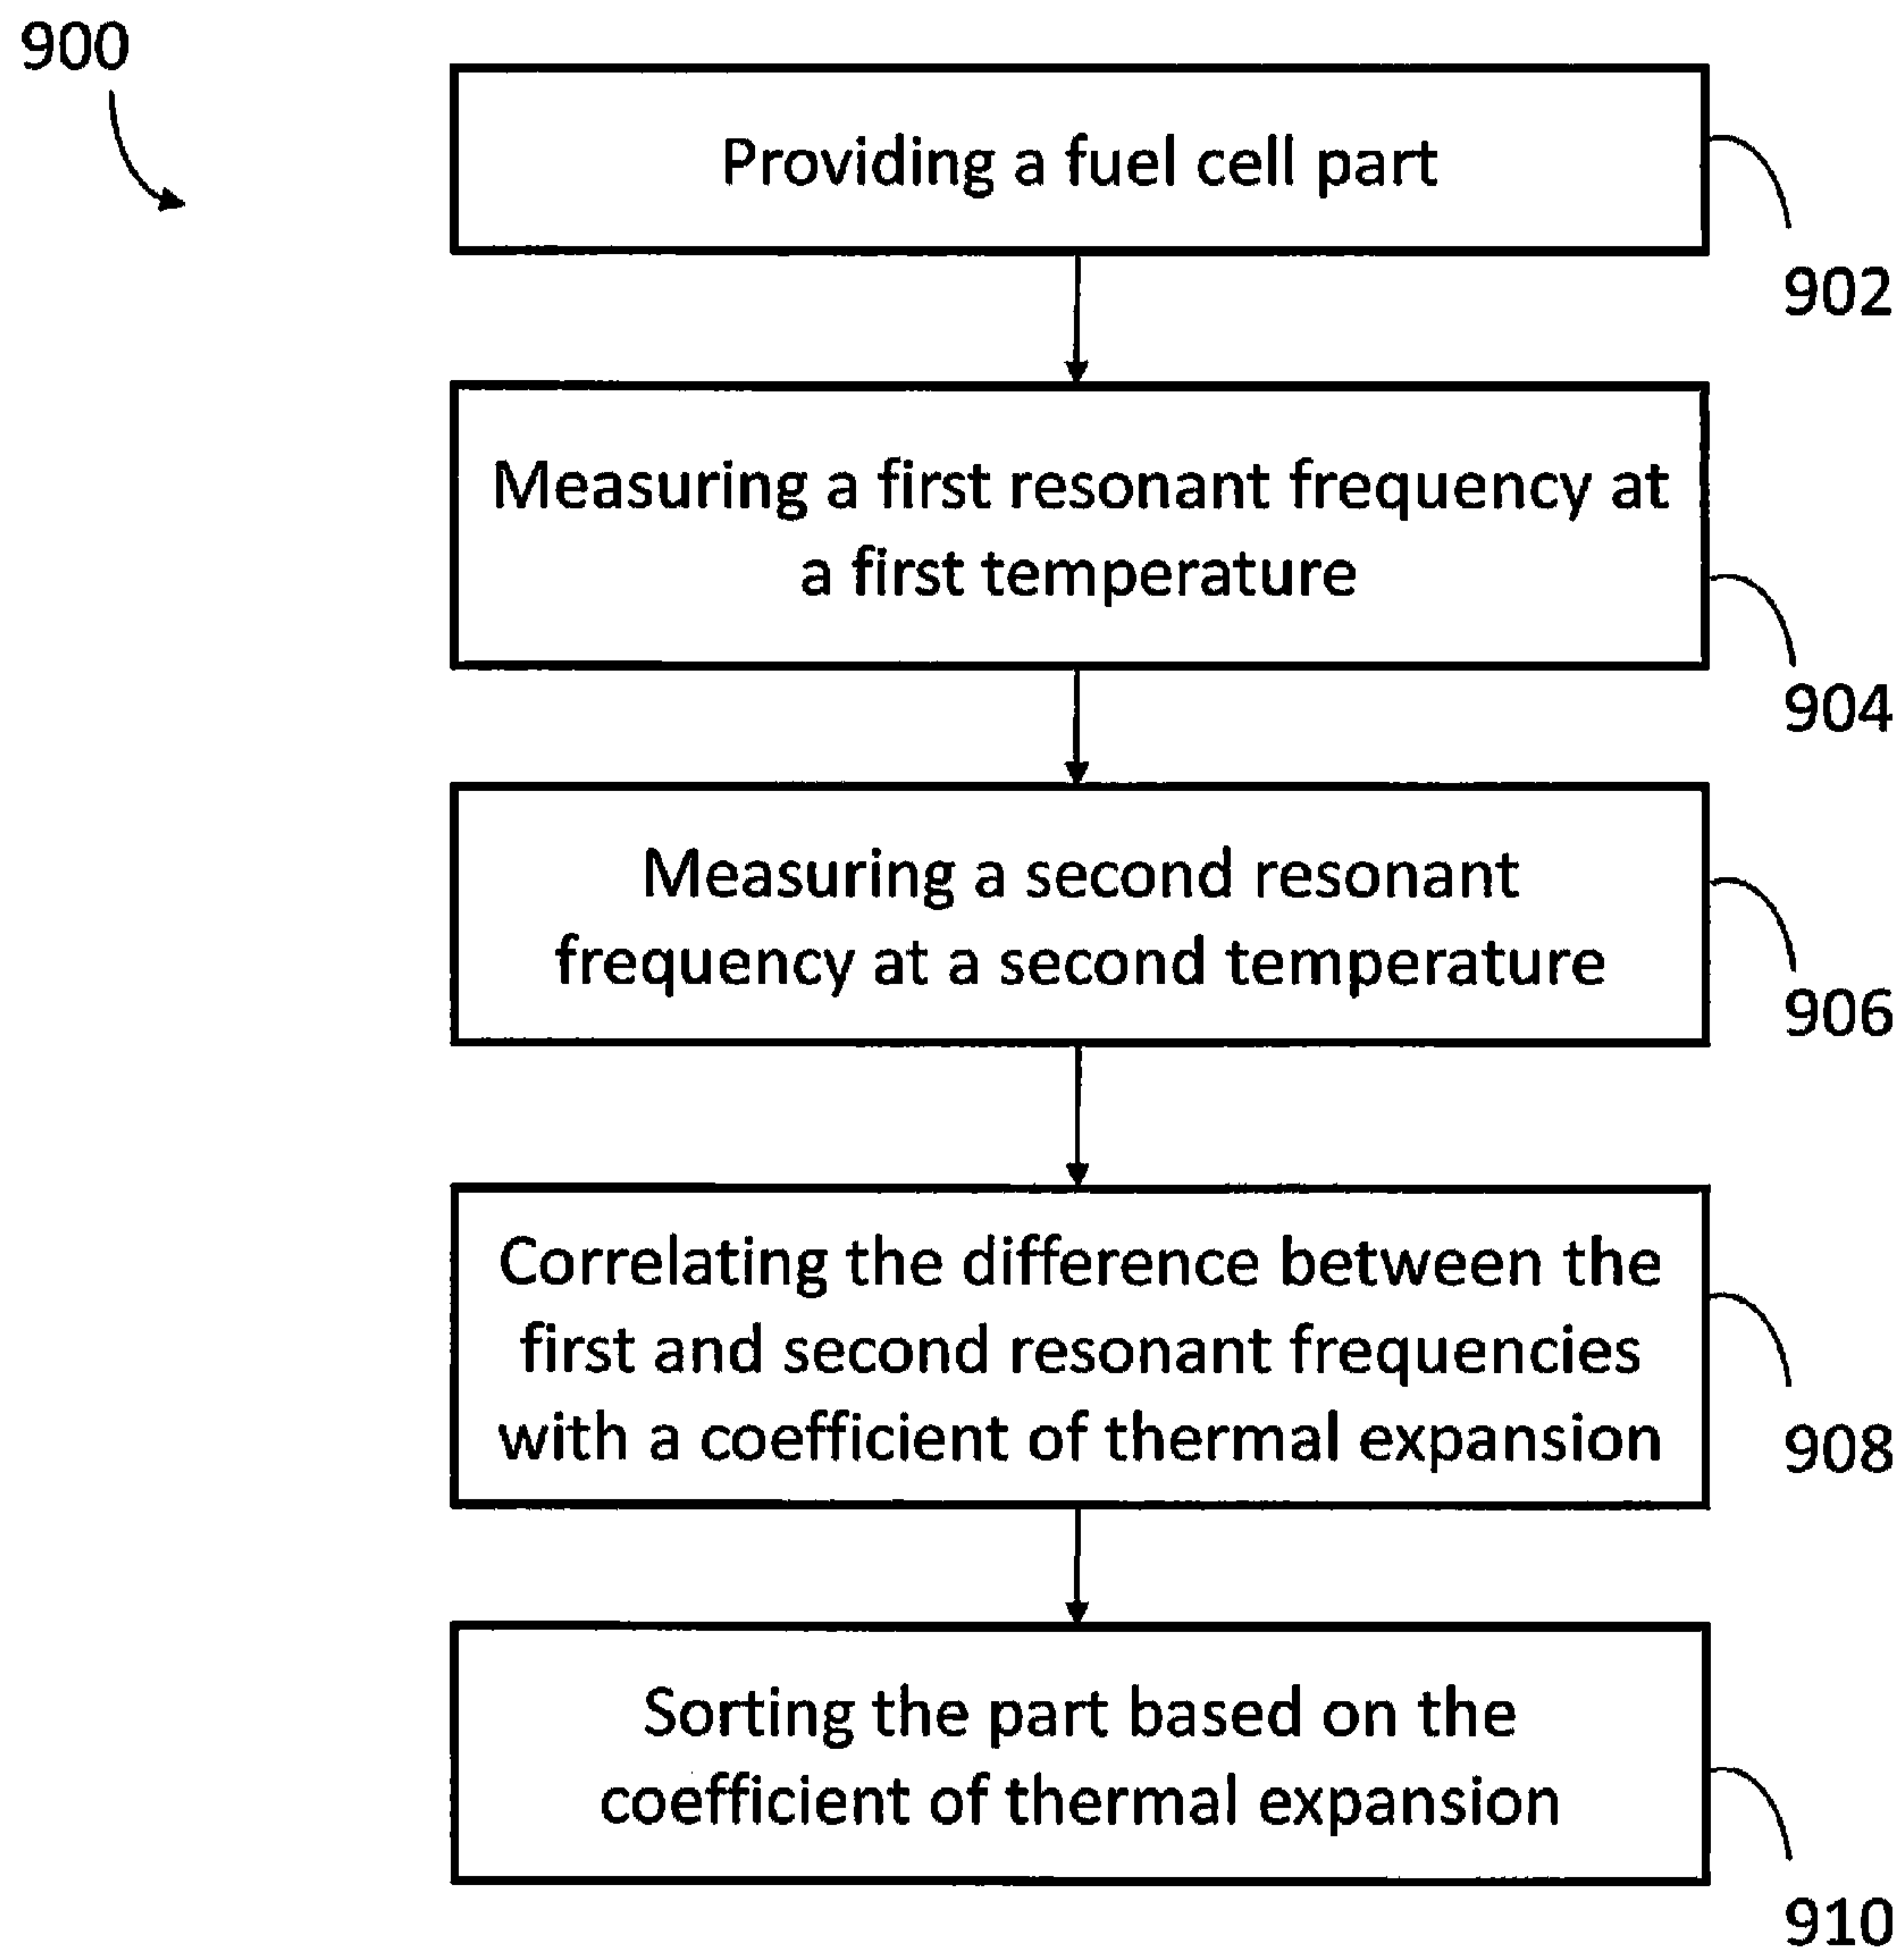 900
Providing a fuel cell part
902
Measuring a first resonant frequency at
a first temperature
904
Measuring a second resonant
frequency at a second temperature
906
Correlating the difference between the
first and second resonant frequencies
with a coefficient of thermal expansion
908
Sorting the part based on the
coefficient of thermal expansion
910